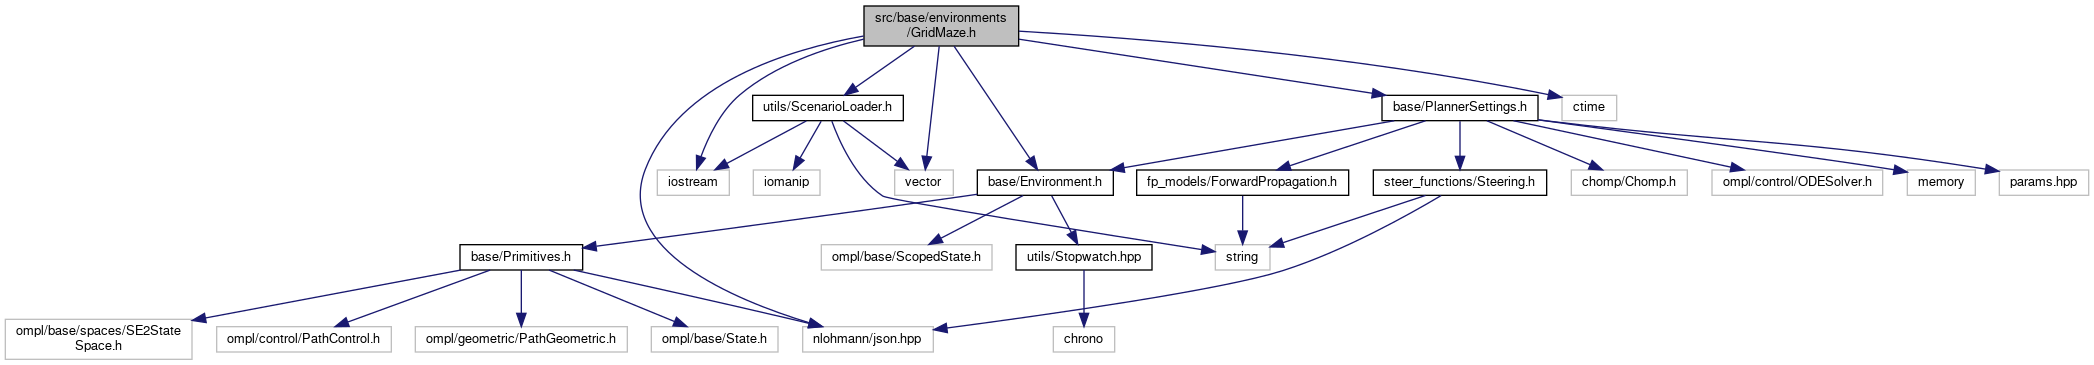 src/base/environments
/GridMaze.h
utils/ScenarioLoader.h
base/PlannerSettings.h
ctime
iostream
iomanip
vector
base/Environment.h
fp_models/ForwardPropagation.h
steer_functions/Steering.h
chomp/Chomp.h
ompl/control/ODESolver.h
memory
params.hpp
base/Primitives.h
ompl/base/ScopedState.h
utils/Stopwatch.hpp
string
ompl/base/spaces/SE2State
Space.h
ompl/control/PathControl.h
ompl/geometric/PathGeometric.h
ompl/base/State.h
nlohmann/json.hpp
chrono